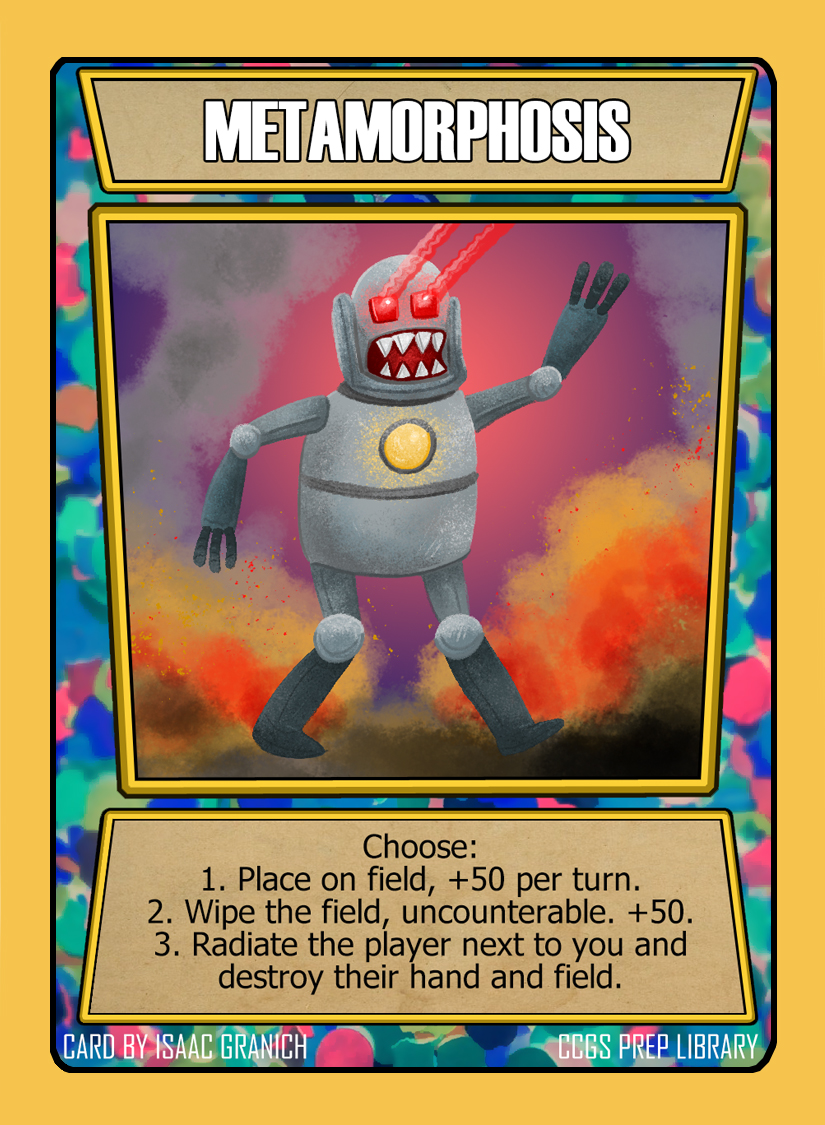 METAMORPHOSIS
Choose:
1. Place on field, +50 per turn.
2. Wipe the field, uncounterable. +50.
3. Radiate the player next to you and
destroy their hand and field.
CARD BY ISAAC GRANICH
CCGS PREP LIBRARY